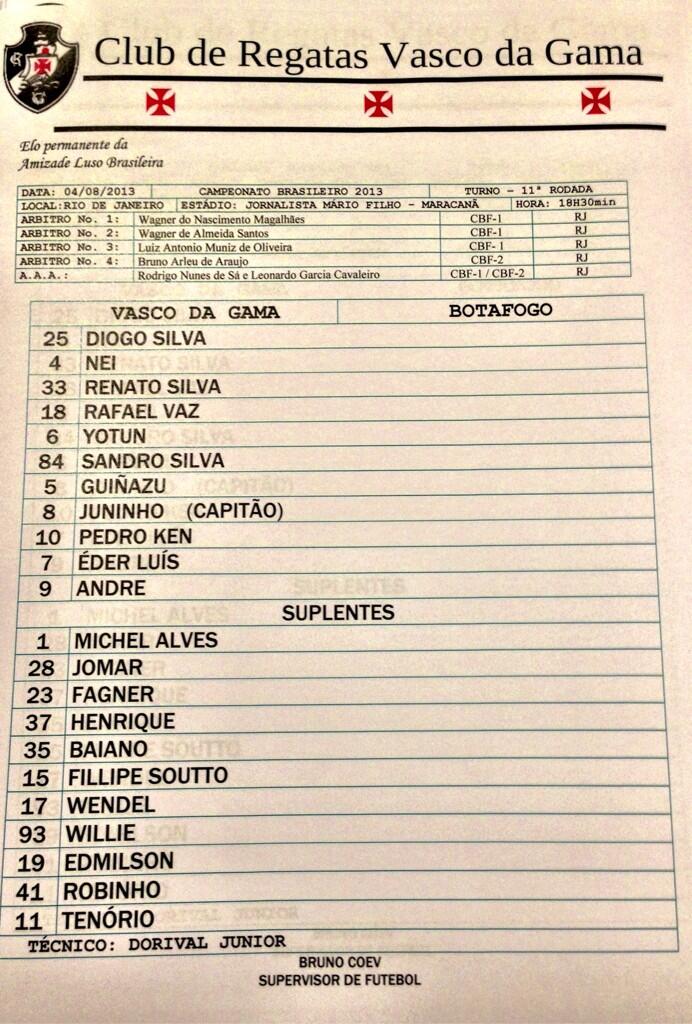 Club de Regatas Vasco da Gama
Elo permanente da
Amizade Luso Brasileira
DATA: 04/08/2013 CAMPEONATO BRASILEIRO 2013 TURNO – 11ª RODADA
LOCAL:RIO DE JANEIRO ESTÁDIO: JORNALISTA MÁRIO FILHO – MARACANÃ HORA: 18H30min
ARBITRO No. 1: Wagner do Nascimento Magalhães CBF-1 RJ
ARBITRO No. 2: Wagner de Almeida Santos CBF-1 RJ
ARBITRO No. 3: Luiz Antonio Muniz de Oliveira CBF- 1 RJ
ARBITRO No. 4: Bruno Arleu de Araujo CBF-2 RJ
A.A.A.: Rodrigo Nunes de Sá e Leonardo Garcia Cavaleiro CBF-1 / CBF-2 RJ
VASCO DA GAMA BOTAFOGO
25 DIOGO SILVA
4 NEI
33 RENATO SILVA
18 RAFAEL VAZ
6 YOTUN
84 SANDRO SILVA
5 GUIÑAZU
8 JUNINHO (CAPITÃO)
10 PEDRO KEN
7 ÉDER LUÍS
9 ANDRE
SUPLENTES
1 MICHEL ALVES
28 JOMAR
23 FAGNER
37 HENRIQUE
35 BAIANO
15 FILLIPE SOUTTO
17 WENDEL
93 WILLIE
19 EDMILSON
41 ROBINHO
11 TENÓRIO
TÉCNICO: DORIVAL JUNIOR
BRUNO COEV
SUPERVISOR DE FUTEBOL